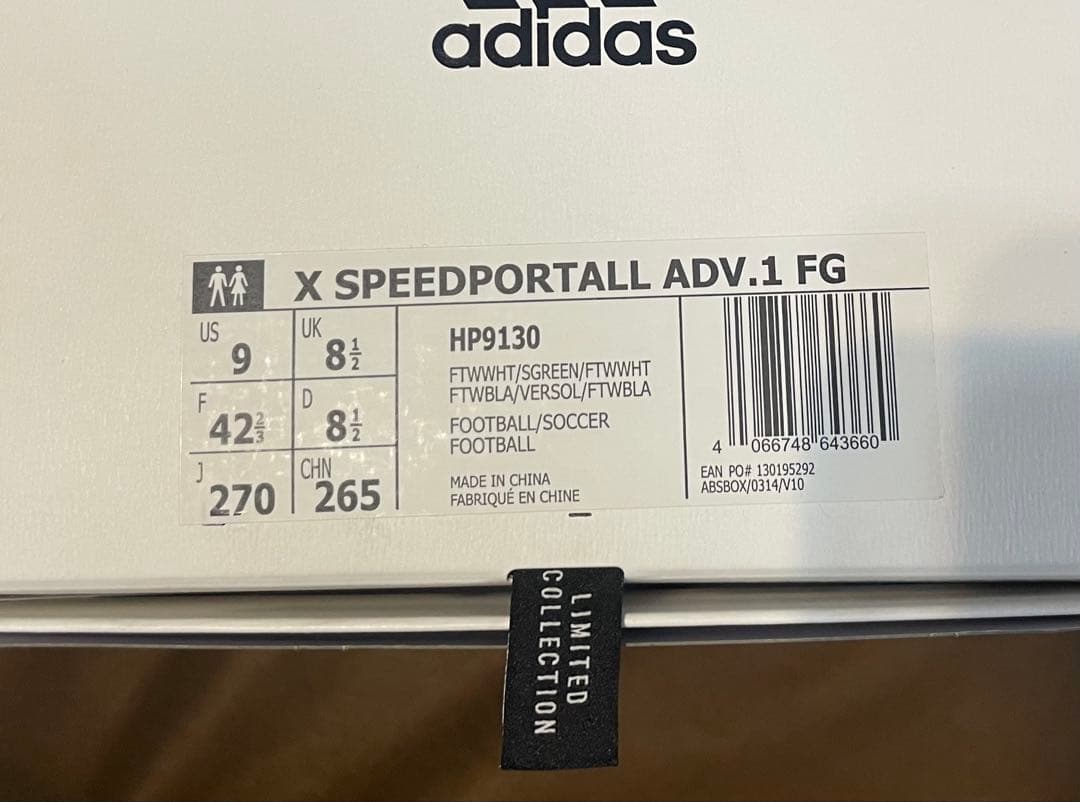 adidas
X SPEEDPORTALL ADV.1 FG
US 9
UK 8½
F 42⅔
D 8½
J 270
CHN 265
HP9130
FTWWHT/SGREEN/FTWWHT
FTWBLA/VERSOL/FTWBLA
FOOTBALL/SOCCER
FOOTBALL
MADE IN CHINA
FABRIQUÉ EN CHINE
4 066748 643660
EAN PO# 130195292
ABSBOX/0314/V10
LIMITED
COLLECTION